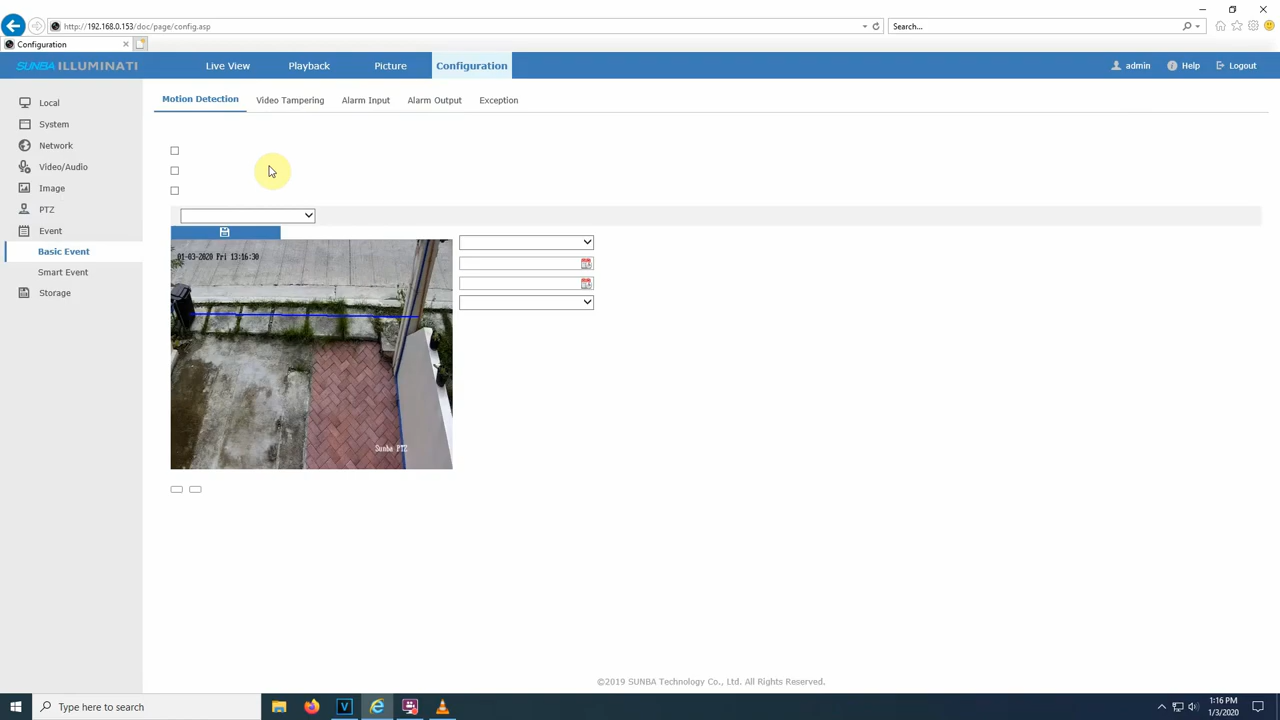 http://192.168.0.153/doc/page/config.asp
Search...
Configuration
SUNBA ILLUMINATI
Live View
Playback
Picture
Configuration
admin
Help
Logout
Local
System
Network
Video/Audio
Image
PTZ
Event
Basic Event
Smart Event
Storage
Motion Detection
Video Tampering
Alarm Input
Alarm Output
Exception
01-03-2020 Fri 13:16:30
Sunba PTZ
©2019 SUNBA Technology Co., Ltd. All Rights Reserved.
Type here to search
1:16 PM
1/3/2020